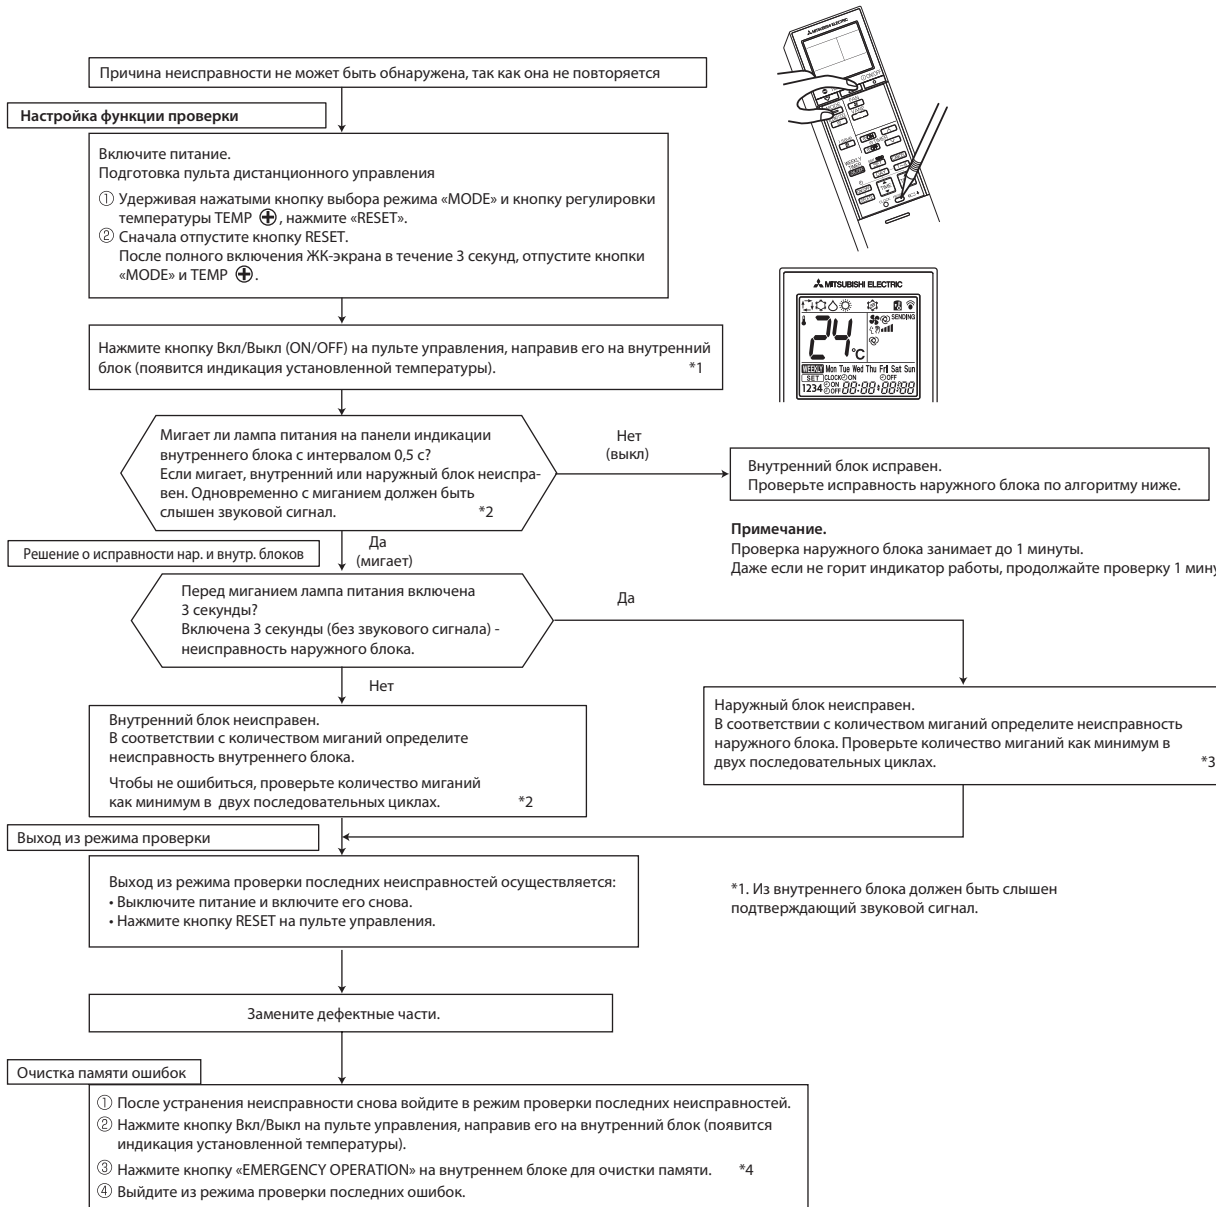 Причина неисправности не может быть обнаружена, так как она не повторяется
Настройка функции проверки
Включите питание.
Подготовка пульта дистанционного управления
① Удерживая нажатыми кнопку выбора режима «MODE» и кнопку регулировки
температуры TEMP ⊕, нажмите «RESET».
② Сначала отпустите кнопку RESET.
После полного включения ЖК-экрана в течение 3 секунд, отпустите кнопки
«MODE» и TEMP ⊕.
MITSUBISHI ELECTRIC
MITSUBISHI ELECTRIC
SENDING
24°C
WEEKLY Mon Tue Wed Thu Fri Sat Sun
SET CLOCK ON OFF
1234 ON OFF 88:88 88:88
Нажмите кнопку Вкл/Выкл (ON/OFF) на пульте управления, направив его на внутренний
блок (появится индикация установленной температуры). *1
Мигает ли лампа питания на панели индикации
внутреннего блока с интервалом 0,5 с?
Если мигает, внутренний или наружный блок неиспра-
вен. Одновременно с миганием должен быть
слышен звуковой сигнал. *2
Нет
(выкл)
Внутренний блок исправен.
Проверьте исправность наружного блока по алгоритму ниже.
Примечание.
Проверка наружного блока занимает до 1 минуты.
Даже если не горит индикатор работы, продолжайте проверку 1 мину
Решение о исправности нар. и внутр. блоков
Да
(мигает)
Перед миганием лампа питания включена
3 секунды?
Включена 3 секунды (без звукового сигнала) -
неисправность наружного блока.
Да
Нет
Внутренний блок неисправен.
В соответствии с количеством миганий определите
неисправность внутреннего блока.
Чтобы не ошибиться, проверьте количество миганий
как минимум в двух последовательных циклах. *2
Наружный блок неисправен.
В соответствии с количеством миганий определите неисправность
наружного блока. Проверьте количество миганий как минимум в
двух последовательных циклах. *3
Выход из режима проверки
Выход из режима проверки последних неисправностей осуществляется:
• Выключите питание и включите его снова.
• Нажмите кнопку RESET на пульте управления.
*1. Из внутреннего блока должен быть слышен
подтверждающий звуковой сигнал.
Замените дефектные части.
Очистка памяти ошибок
① После устранения неисправности снова войдите в режим проверки последних неисправностей.
② Нажмите кнопку Вкл/Выкл на пульте управления, направив его на внутренний блок (появится
индикация установленной температуры).
③ Нажмите кнопку «EMERGENCY OPERATION» на внутреннем блоке для очистки памяти. *4
④ Выйдите из режима проверки последних ошибок.